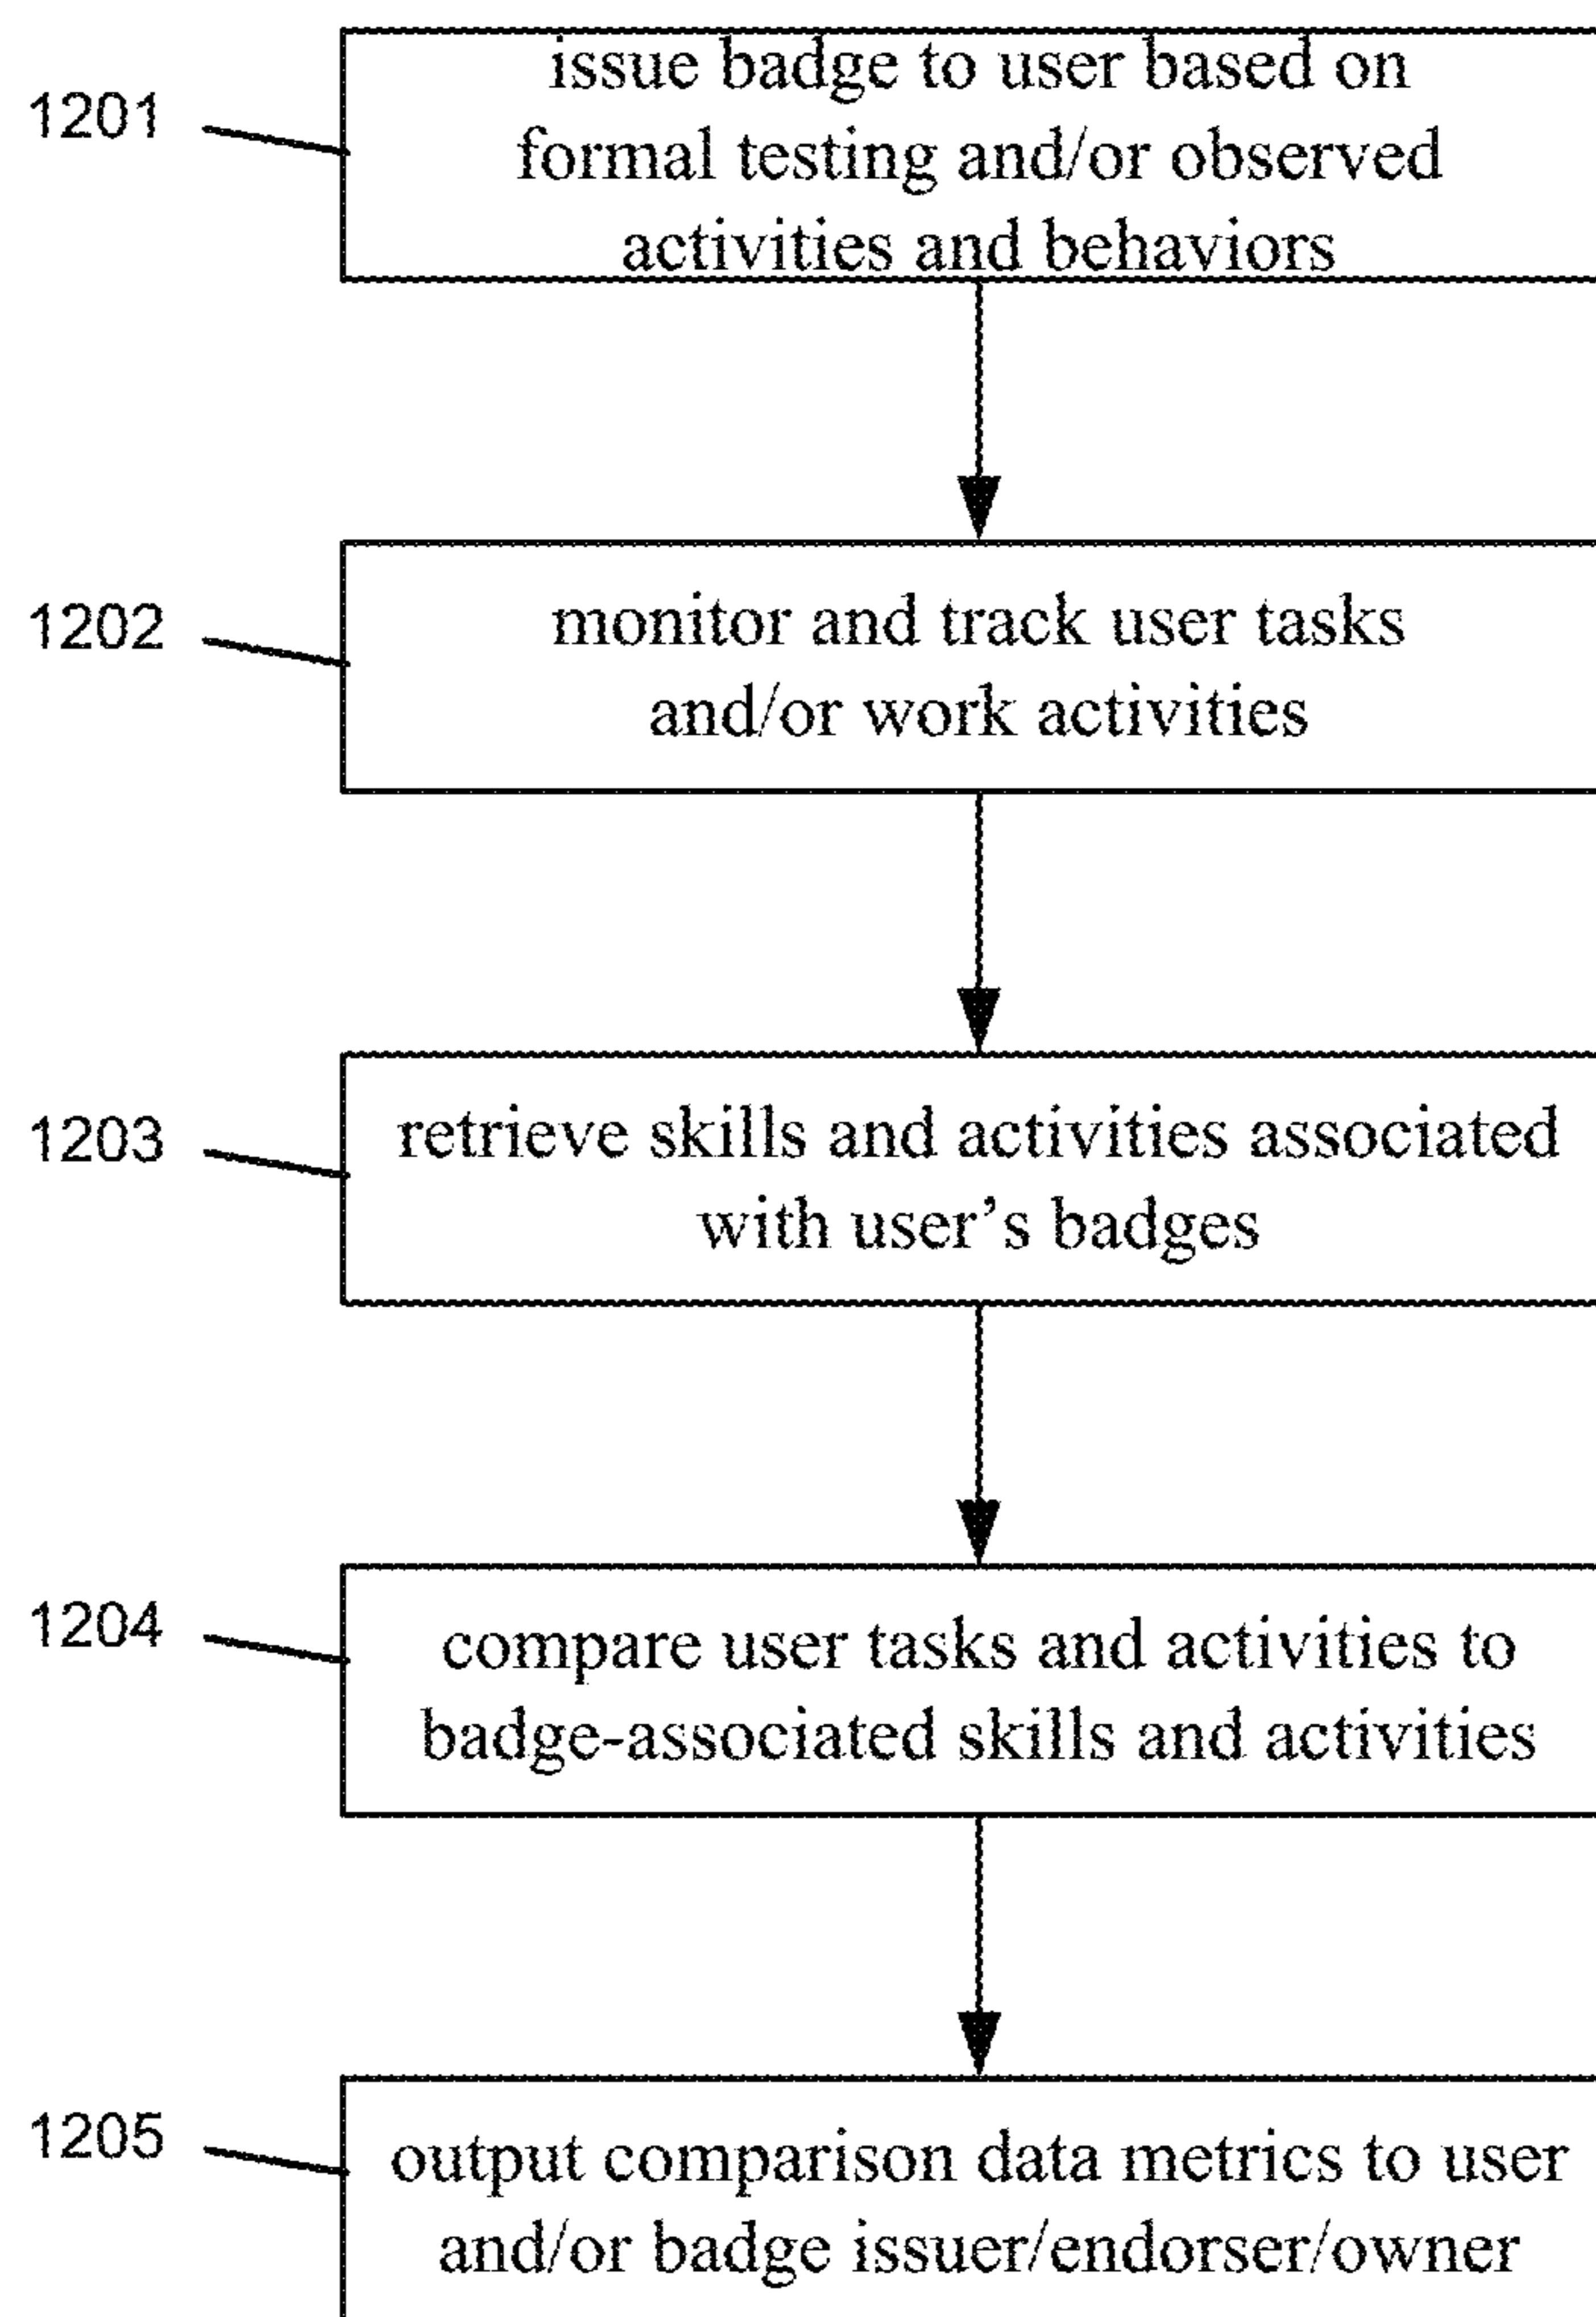 1201
issue badge to user based on
formal testing and/or observed
activities and behaviors
1202
monitor and track user tasks
and/or work activities
1203
retrieve skills and activities associated
with user’s badges
1204
compare user tasks and activities to
badge-associated skills and activities
1205
output comparison data metrics to user
and/or badge issuer/endorser/owner